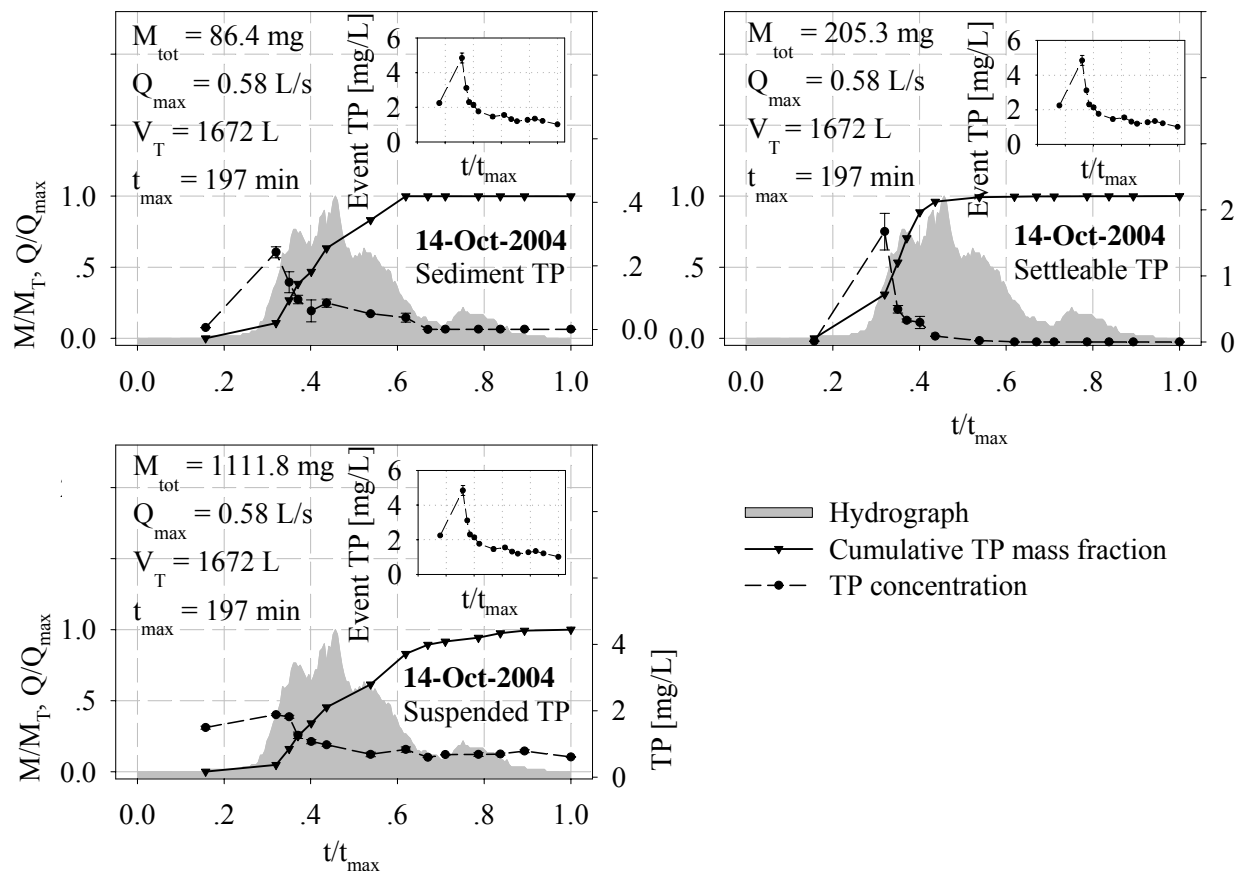 M_tot = 86.4 mg
Q_max = 0.58 L/s
V_T = 1672 L
t_max = 197 min
Event TP [mg/L]
6
4
2
0
t/t_max
14-Oct-2004
Sediment TP
M/M_T, Q/Q_max
1.0
.5
0.0
.4
.2
0.0
0.0 .2 .4 .6 .8 1.0
M_tot = 205.3 mg
Q_max = 0.58 L/s
V_T = 1672 L
t_max = 197 min
Event TP [mg/L]
6
4
2
0
t/t_max
14-Oct-2004
Settleable TP
1.0
.5
0.0
.4
.2
0.0
2
1
0
0.0 .2 .4 .6 .8 1.0
t/t_max
M_tot = 1111.8 mg
Q_max = 0.58 L/s
V_T = 1672 L
t_max = 197 min
Event TP [mg/L]
6
4
2
0
t/t_max
14-Oct-2004
Suspended TP
M/M_T, Q/Q_max
1.0
.5
0.0
4
2
0
TP [mg/L]
0.0 .2 .4 .6 .8 1.0
t/t_max
Hydrograph
Cumulative TP mass fraction
TP concentration